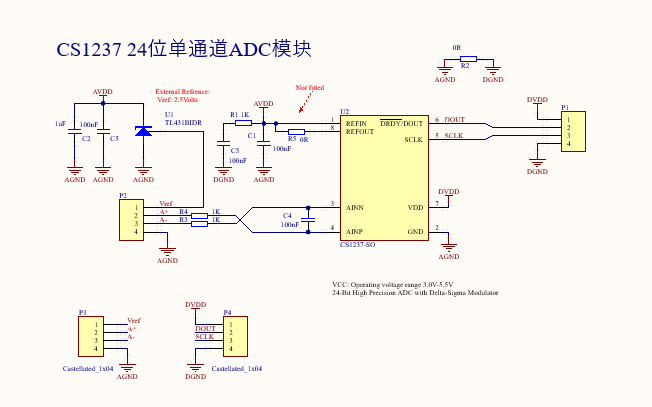 CS1237 24位单通道ADC模块
0R
R2
AGND
DGND
AVDD
External Refrence:
Vref: 2.5Volts
Not fitted
1uF
100nF
C2
C5
U1
TL431BIDR
AGND
AGND
AGND
AVDD
R1 1K
C3
100nF
C1
100nF
R5 0R
DGND
AGND
U2
1 REFIN
8 REFOUT
DRDY/DOUT 6 DOUT
SCLK 5 SCLK
3 AINN
4 AINP
VDD 7
GND 2
CS1237-SO
DVDD
AGND
DVDD
P1
1
2
3
4
DGND
P2
1 Vref
2 A+
3 A-
4
R4 1K
R3 1K
AGND
C4
100nF
VCC: Operating voltage range 3.0V-5.5V
24-Bit High Precision ADC with Delta-Sigma Modulator
P3
1 Vref
2 A+
3 A-
4
Castellated_1x04
AGND
DVDD
P4
1
DOUT 2
SCLK 3
4
Castellated_1x04
AGND